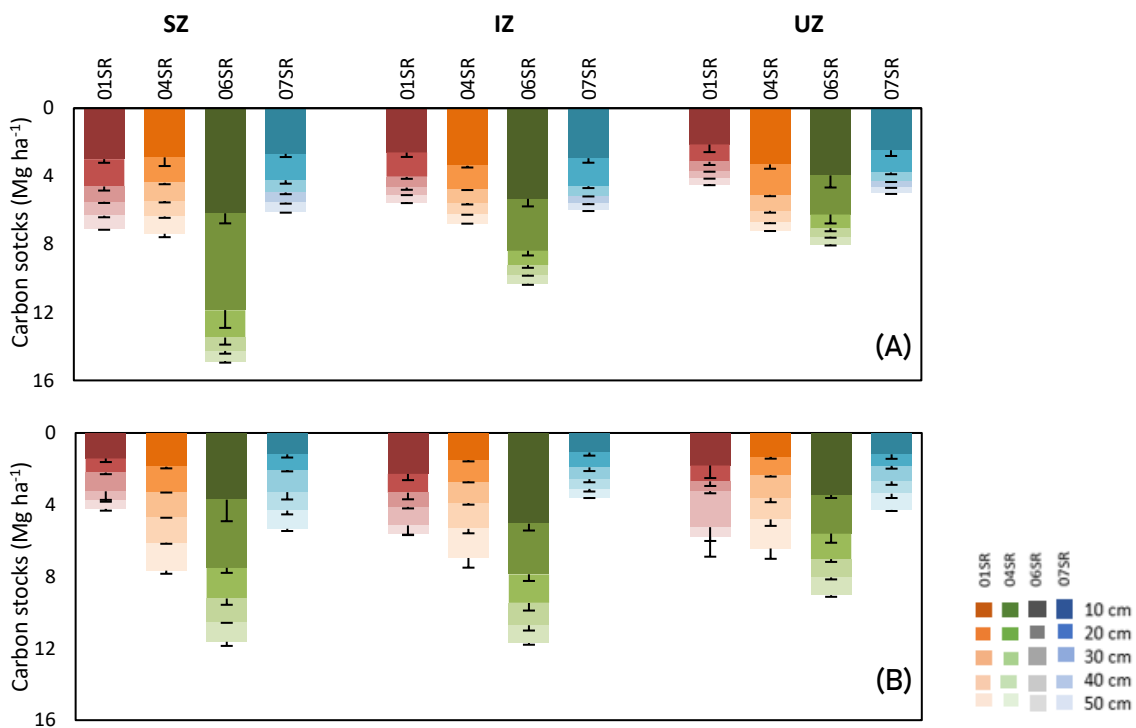 SZ IZ UZ
01SR 04SR 06SR 07SR 01SR 04SR 06SR 07SR 01SR 04SR 06SR 07SR
Carbon sotcks (Mg ha⁻¹)
0
4
8
12
16
(A)
Carbon stocks (Mg ha⁻¹)
0
4
8
12
16
(B)
01SR 04SR 06SR 07SR
10 cm
20 cm
30 cm
40 cm
50 cm